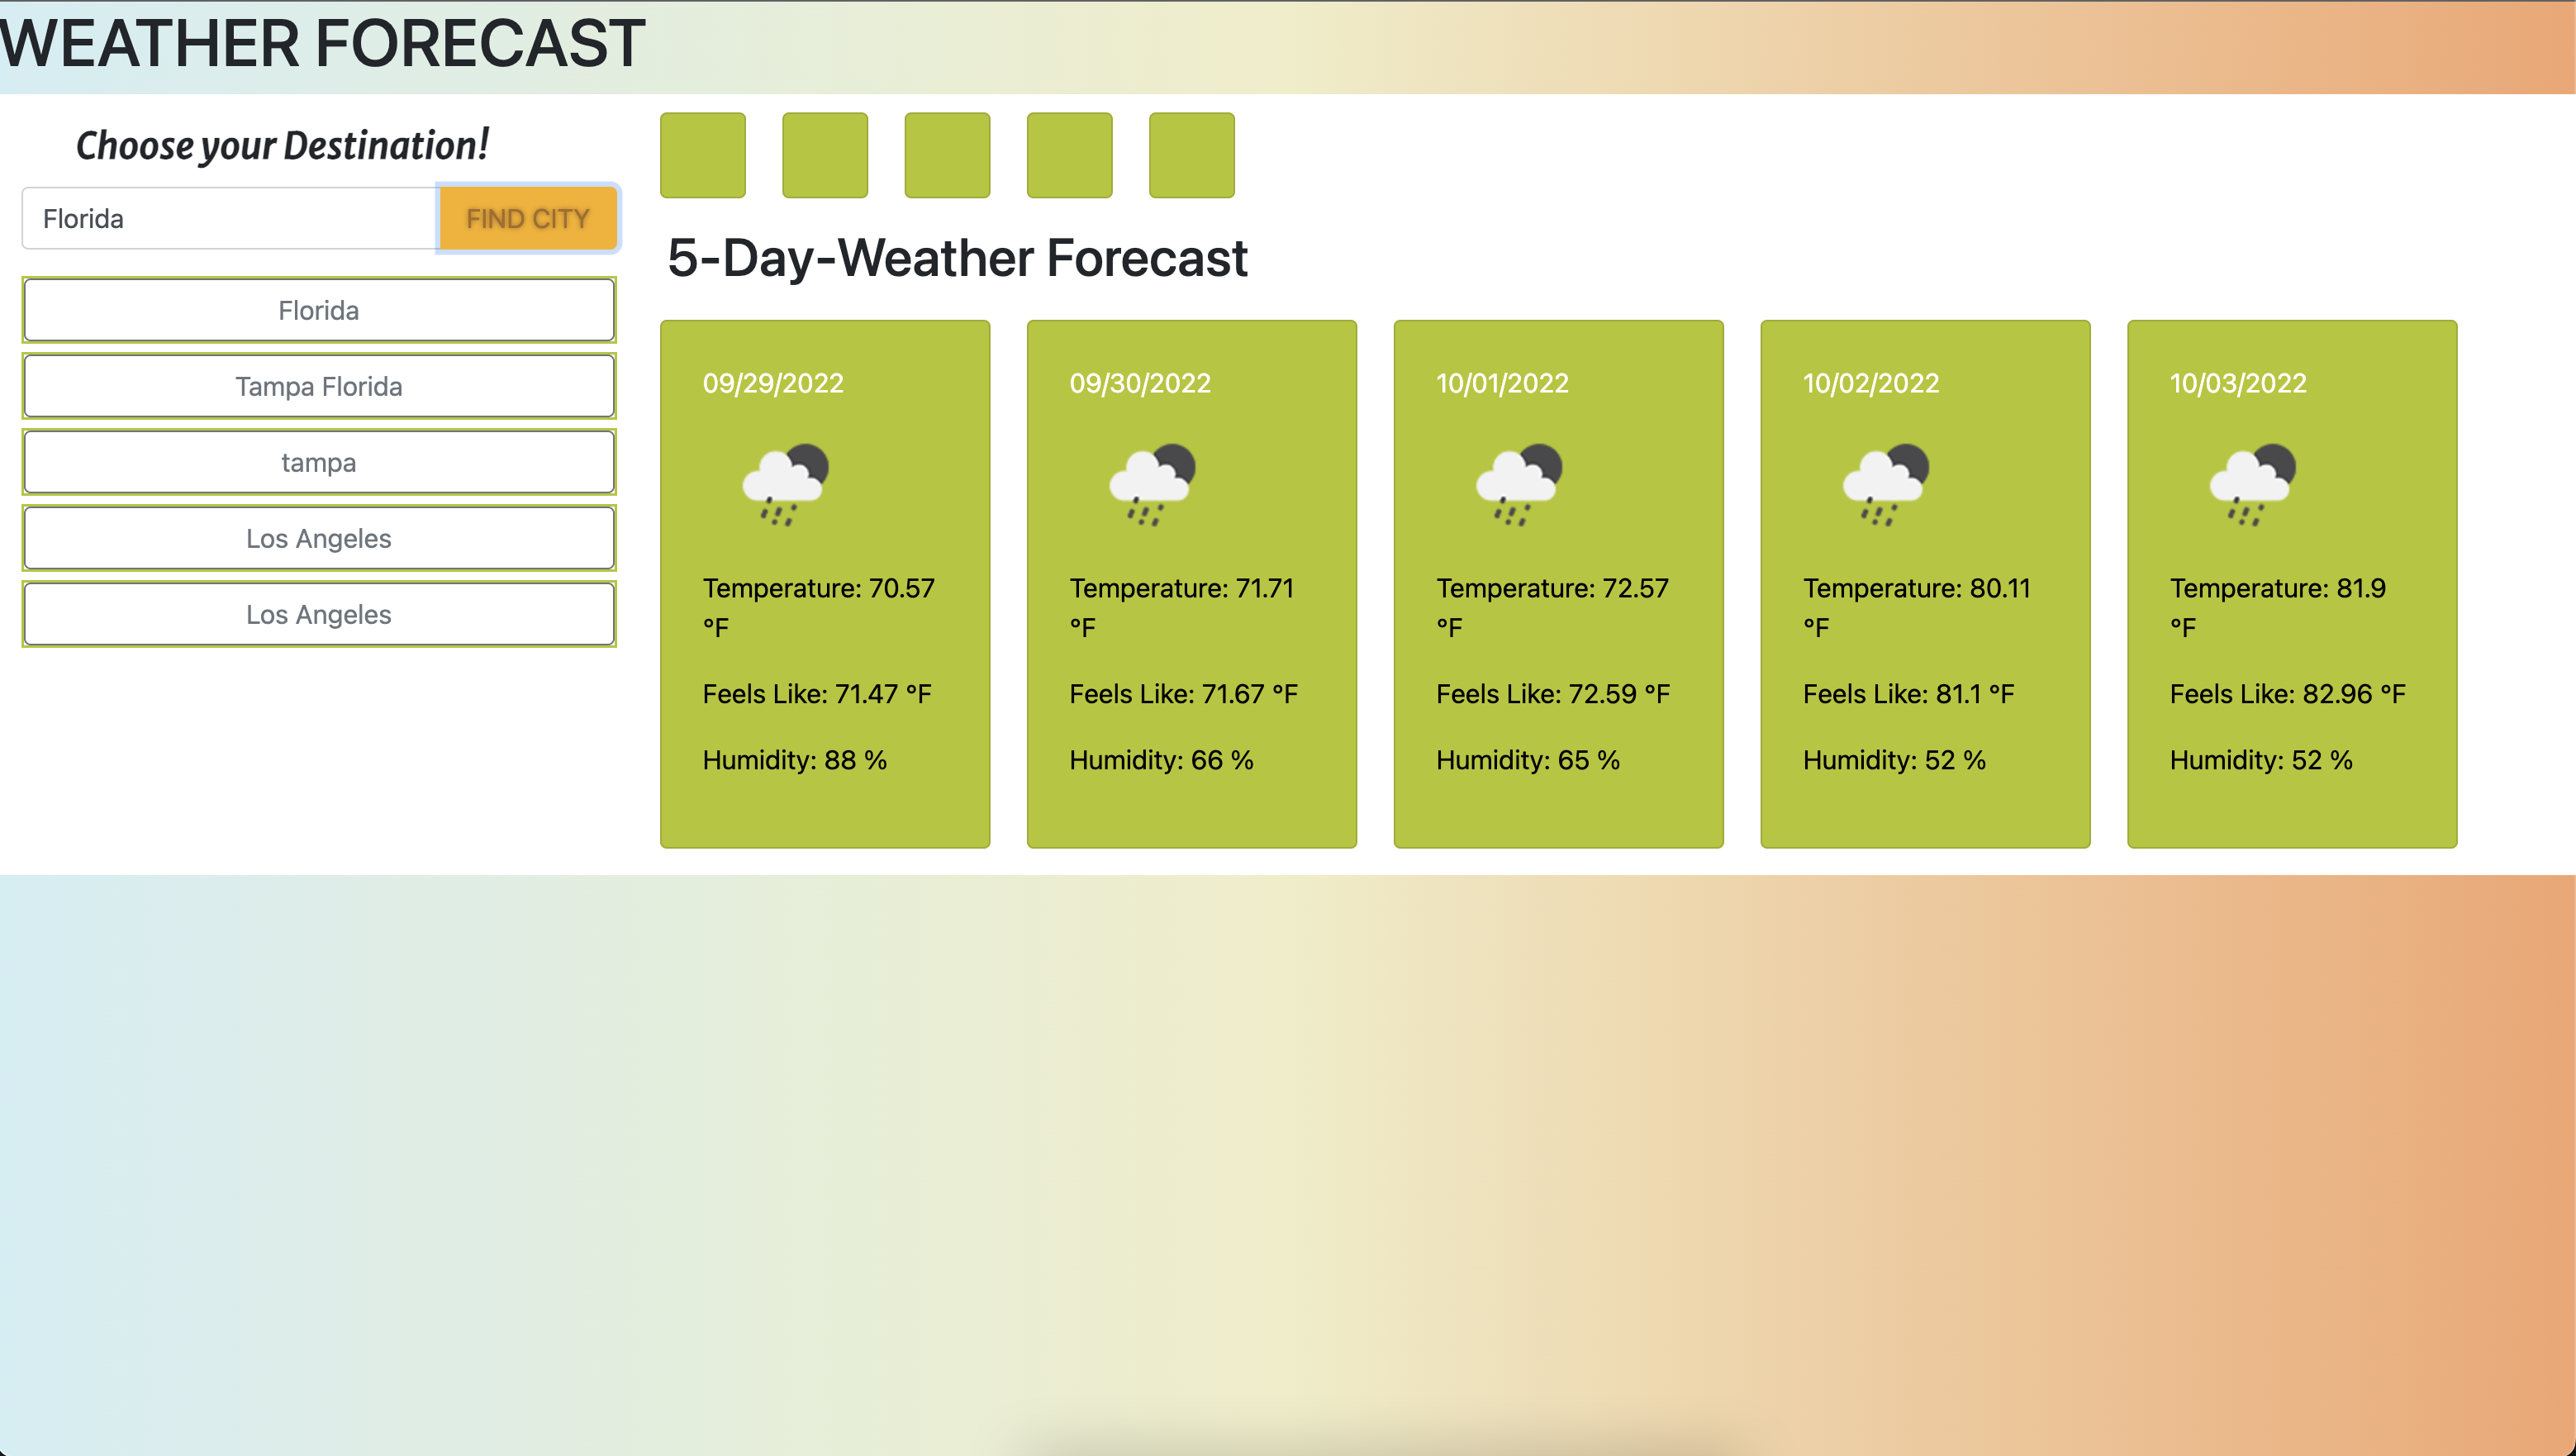 WEATHER FORECAST
Choose your Destination!
Florida
FIND CITY
Florida
Tampa Florida
tampa
Los Angeles
Los Angeles
5-Day-Weather Forecast
09/29/2022
Temperature: 70.57
°F
Feels Like: 71.47 °F
Humidity: 88 %
09/30/2022
Temperature: 71.71
°F
Feels Like: 71.67 °F
Humidity: 66 %
10/01/2022
Temperature: 72.57
°F
Feels Like: 72.59 °F
Humidity: 65 %
10/02/2022
Temperature: 80.11
°F
Feels Like: 81.1 °F
Humidity: 52 %
10/03/2022
Temperature: 81.9
°F
Feels Like: 82.96 °F
Humidity: 52 %